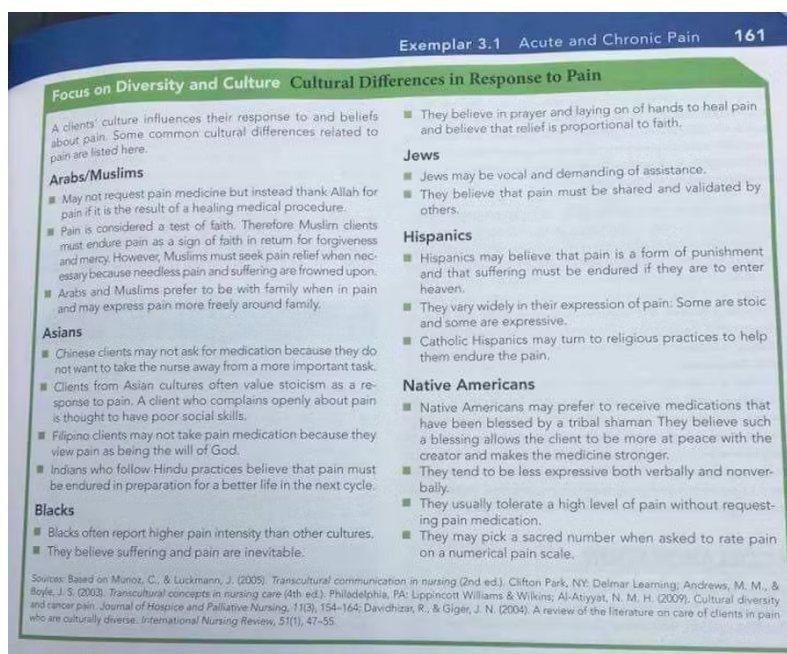 Exemplar 3.1 Acute and Chronic Pain 161
Focus on Diversity and Culture Cultural Differences in Response to Pain
A clients' culture influences their response to and beliefs
about pain. Some common cultural differences related to
pain are listed here.
Arabs/Muslims
■ May not request pain medicine but instead thank Allah for
pain if it is the result of a healing medical procedure.
■ Pain is considered a test of faith. Therefore Muslim clients
must endure pain as a sign of faith in return for forgiveness
and mercy. However, Muslims must seek pain relief when nec-
essary because needless pain and suffering are frowned upon.
■ Arabs and Muslims prefer to be with family when in pain
and may express pain more freely around family.
Asians
■ Chinese clients may not ask for medication because they do
not want to take the nurse away from a more important task.
■ Clients from Asian cultures often value stoicism as a re-
sponse to pain. A client who complains openly about pain
is thought to have poor social skills.
■ Filipino clients may not take pain medication because they
view pain as being the will of God.
■ Indians who follow Hindu practices believe that pain must
be endured in preparation for a better life in the next cycle.
Blacks
■ Blacks often report higher pain intensity than other cultures.
■ They believe suffering and pain are inevitable.
■ They believe in prayer and laying on of hands to heal pain
and believe that relief is proportional to faith.
Jews
■ Jews may be vocal and demanding of assistance.
■ They believe that pain must be shared and validated by
others.
Hispanics
■ Hispanics may believe that pain is a form of punishment
and that suffering must be endured if they are to enter
heaven.
■ They vary widely in their expression of pain: Some are stoic
and some are expressive.
■ Catholic Hispanics may turn to religious practices to help
them endure the pain.
Native Americans
■ Native Americans may prefer to receive medications that
have been blessed by a tribal shaman They believe such
a blessing allows the client to be more at peace with the
creator and makes the medicine stronger.
■ They tend to be less expressive both verbally and nonver-
bally.
■ They usually tolerate a high level of pain without request-
ing pain medication.
■ They may pick a sacred number when asked to rate pain
on a numerical pain scale.
Sources: Based on Munoz, C., & Luckmann, J. (2005). Transcultural communication in nursing (2nd ed.). Clifton Park, NY: Delmar Learning; Andrews, M. M., &
Boyle, J. S. (2003). Transcultural concepts in nursing care (4th ed.). Philadelphia, PA: Lippincott Williams & Wilkins; Al-Atiyyat, N. M. H. (2009). Cultural diversity
and cancer pain. Journal of Hospice and Palliative Nursing, 11(3), 154–164; Davidhizar, R., & Giger, J. N. (2004). A review of the literature on care of clients in pain
who are culturally diverse. International Nursing Review, 51(1), 47–55.